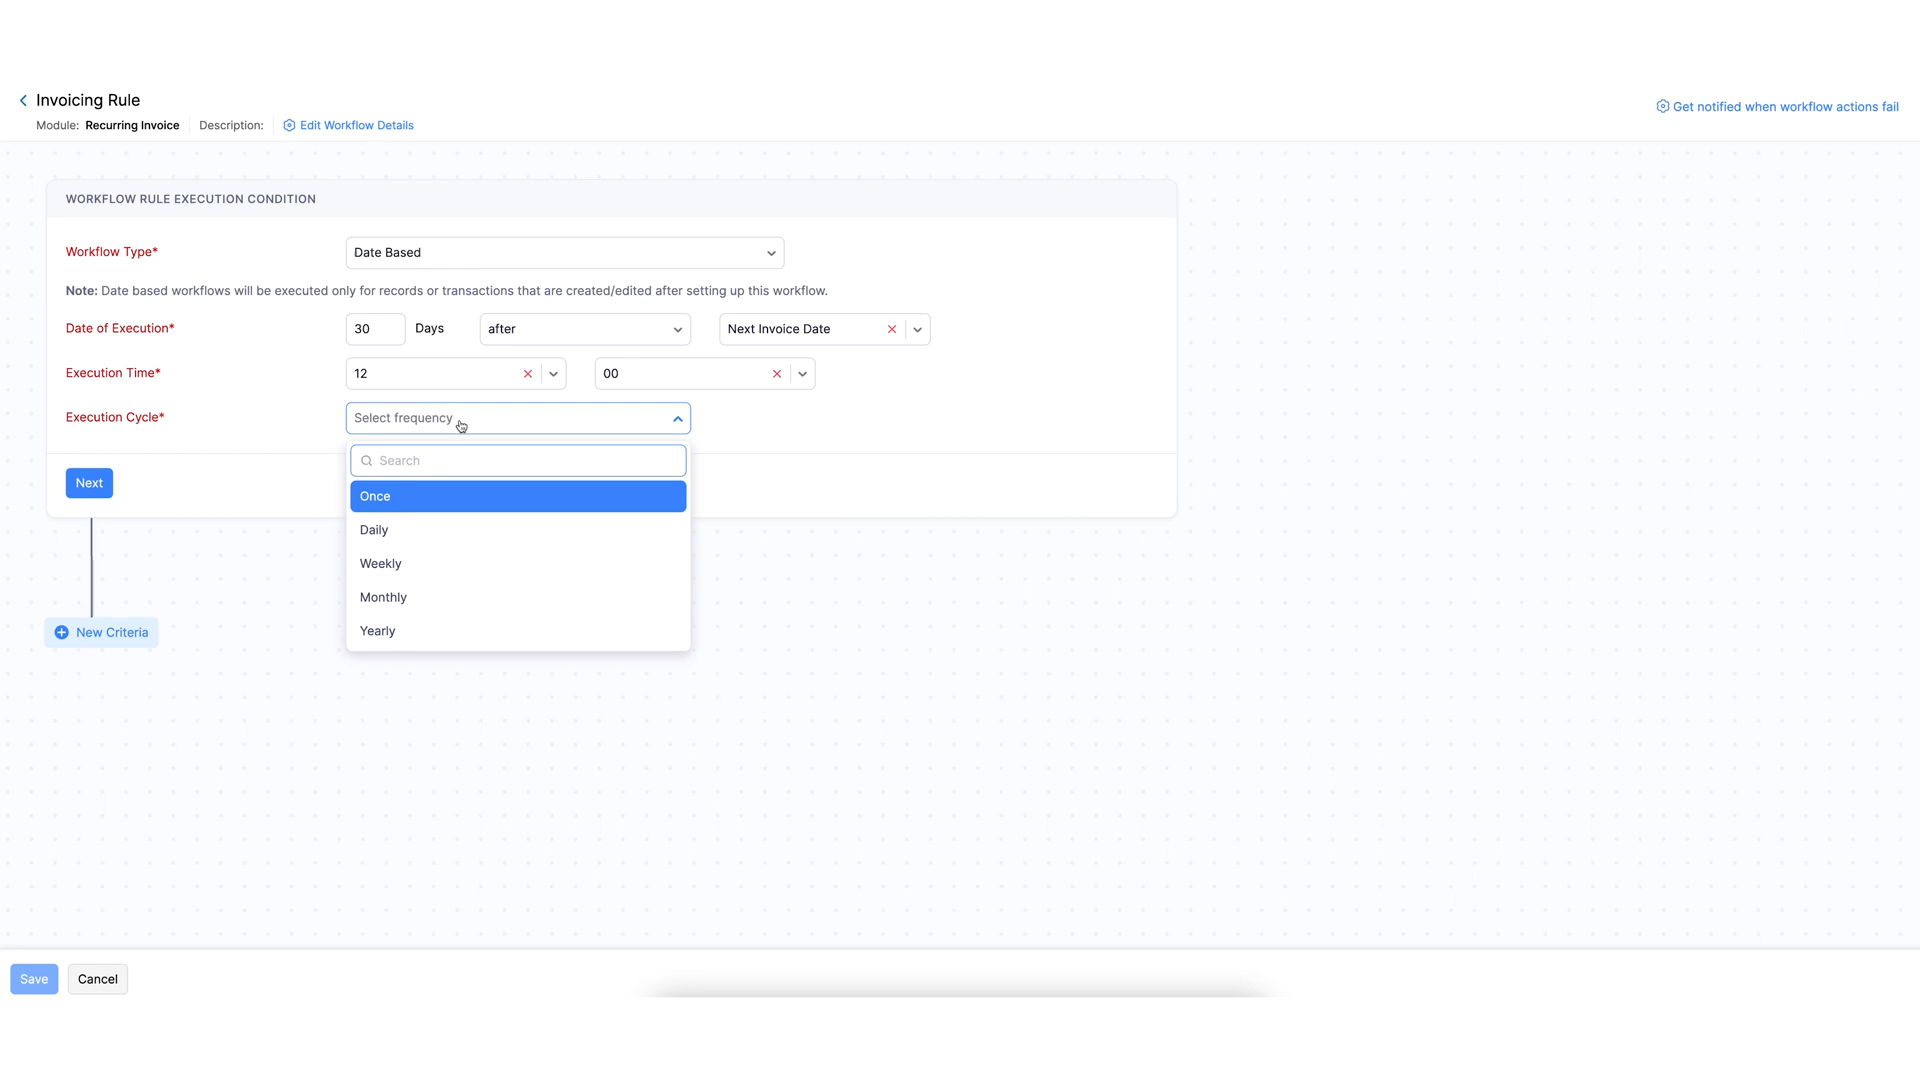 Invoicing Rule
Get notified when workflow actions fail
Module: Recurring Invoice Description: Edit Workflow Details
WORKFLOW RULE EXECUTION CONDITION
Workflow Type* Date Based
Note: Date based workflows will be executed only for records or transactions that are created/edited after setting up this workflow.
Date of Execution* 30 Days after Next Invoice Date
Execution Time* 12 00
Execution Cycle* Select frequency
Search
Next
Once
Daily
Weekly
Monthly
Yearly
New Criteria
Save Cancel